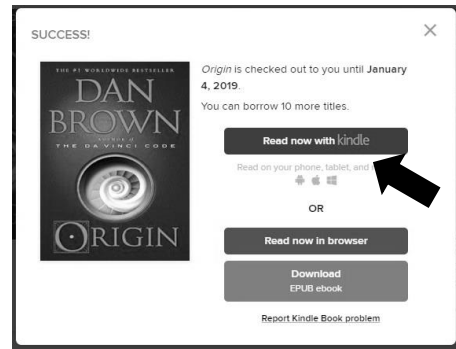 SUCCESS!
THE #1 WORLDWIDE BESTSELLER
DAN
BROWN
THE DA VINCI CODE
ORIGIN
Origin is checked out to you until January
4, 2019.
You can borrow 10 more titles.
Read now with kindle
Read on your phone, tablet, and
OR
Read now in browser
Download
EPUB ebook
Report Kindle Book problem